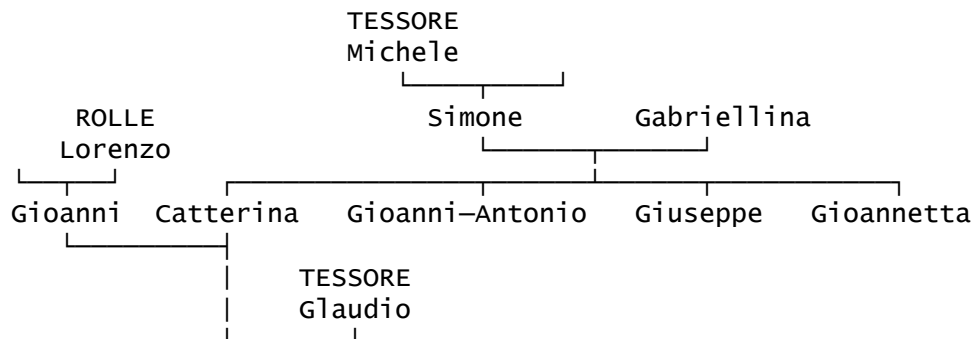 TESSORE
Michele
ROLLE Simone Gabriellina
Lorenzo
Gioanni Catterina Gioanni—Antonio Giuseppe Gioannetta
TESSORE
Glaudio